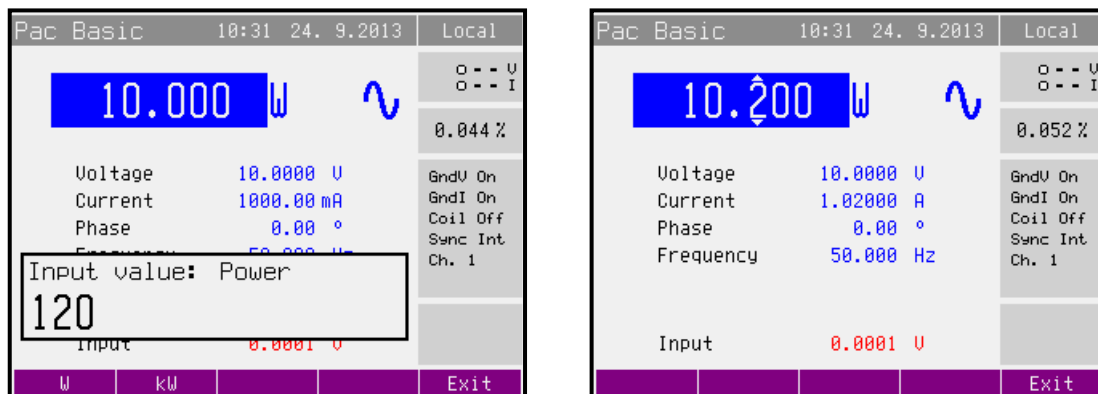 Pac Basic 10:31 24. 9.2013 Local
10.000 W
o-- V
o-- I
0.044 %
Voltage 10.0000 V
Current 1000.00 mA
Phase 0.00 °
Frequency 50.000 Hz
GndV On
GndI On
Coil Off
Sync Int
Ch. 1
Input value: Power
120
Input 0.0001 V
W kW Exit
Pac Basic 10:31 24. 9.2013 Local
10.200 W
o-- V
o-- I
0.052 %
Voltage 10.0000 V
Current 1.02000 A
Phase 0.00 °
Frequency 50.000 Hz
GndV On
GndI On
Coil Off
Sync Int
Ch. 1
Input 0.0001 V
Exit